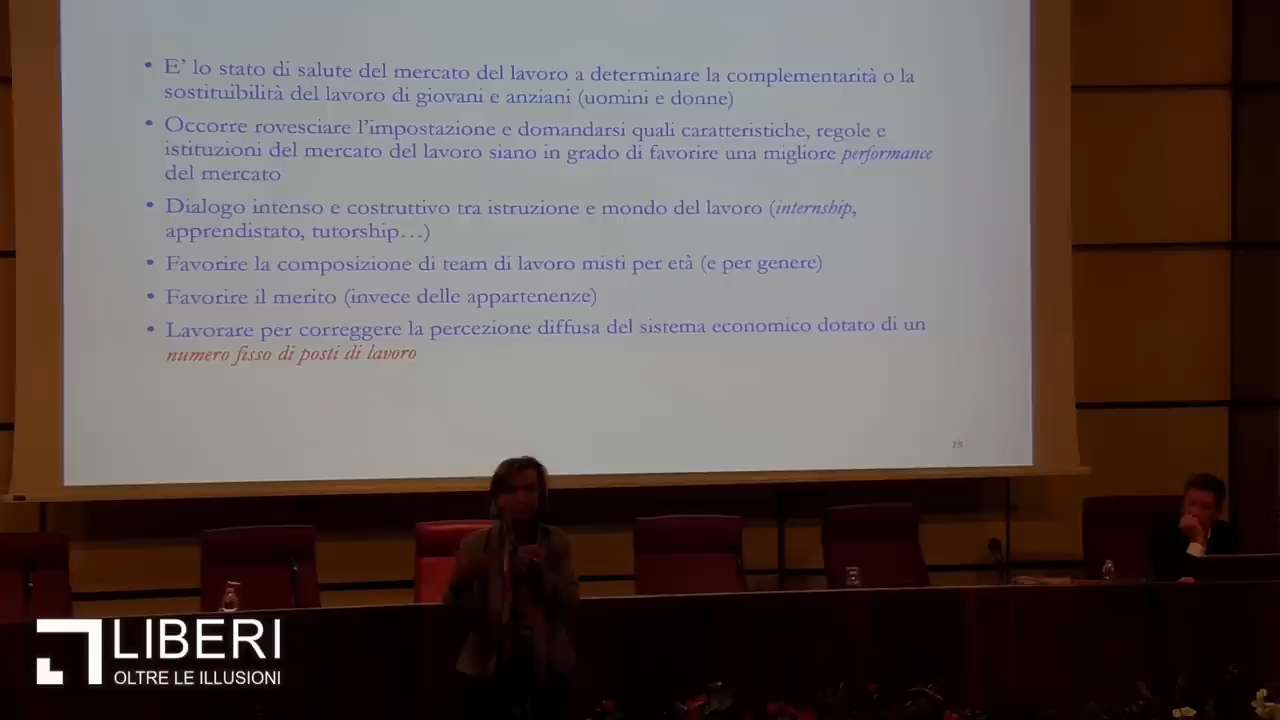 • E' lo stato di salute del mercato del lavoro a determinare la complementarità o la
sostituibilità del lavoro di giovani e anziani (uomini e donne)
• Occorre rovesciare l'impostazione e domandarsi quali caratteristiche, regole e
istituzioni del mercato del lavoro siano in grado di favorire una migliore performance
del mercato
• Dialogo intenso e costruttivo tra istruzione e mondo del lavoro (internship,
apprendistato, tutorship…)
• Favorire la composizione di team di lavoro misti per età (e per genere)
• Favorire il merito (invece delle appartenenze)
• Lavorare per correggere la percezione diffusa del sistema economico dotato di un
numero fisso di posti di lavoro
29
LIBERI
OLTRE LE ILLUSIONI